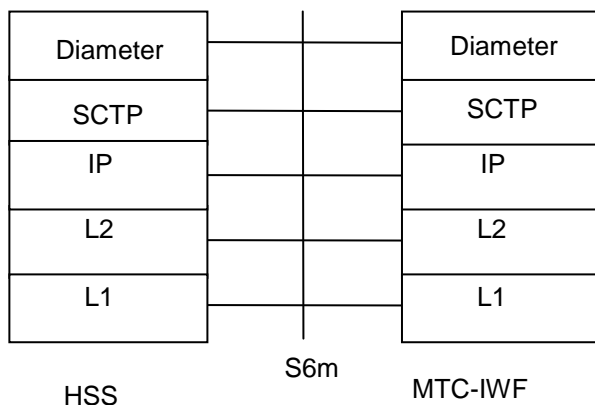 Diameter
Diameter
SCTP
SCTP
IP
IP
L2
L2
L1
L1
S6m
HSS
MTC-IWF